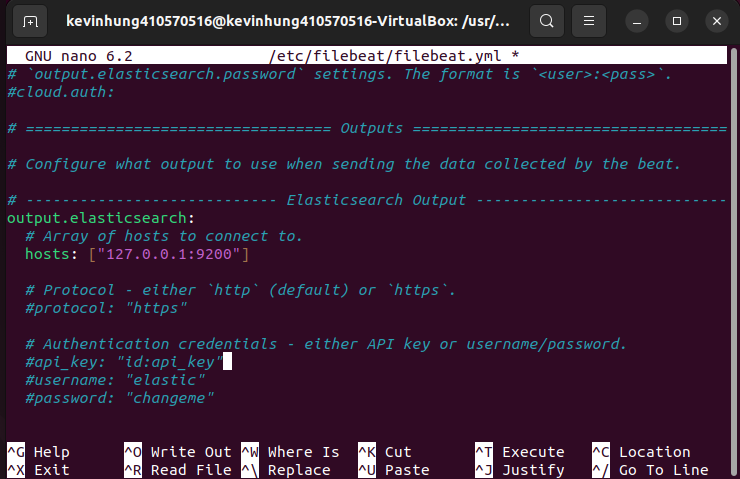 kevinhung410570516@kevinhung410570516-VirtualBox: /usr/...
GNU nano 6.2 /etc/filebeat/filebeat.yml *
# `output.elasticsearch.password` settings. The format is `<user>:<pass>`.
#cloud.auth:
# ================================== Outputs ===================================
# Configure what output to use when sending the data collected by the beat.
# ---------------------------- Elasticsearch Output ----------------------------
output.elasticsearch:
# Array of hosts to connect to.
hosts: ["127.0.0.1:9200"]
# Protocol - either `http` (default) or `https`.
#protocol: "https"
# Authentication credentials - either API key or username/password.
#api_key: "id:api_key"
#username: "elastic"
#password: "changeme"
^G Help ^O Write Out ^W Where Is ^K Cut ^T Execute ^C Location
^X Exit ^R Read File ^\ Replace ^U Paste ^J Justify ^/ Go To Line